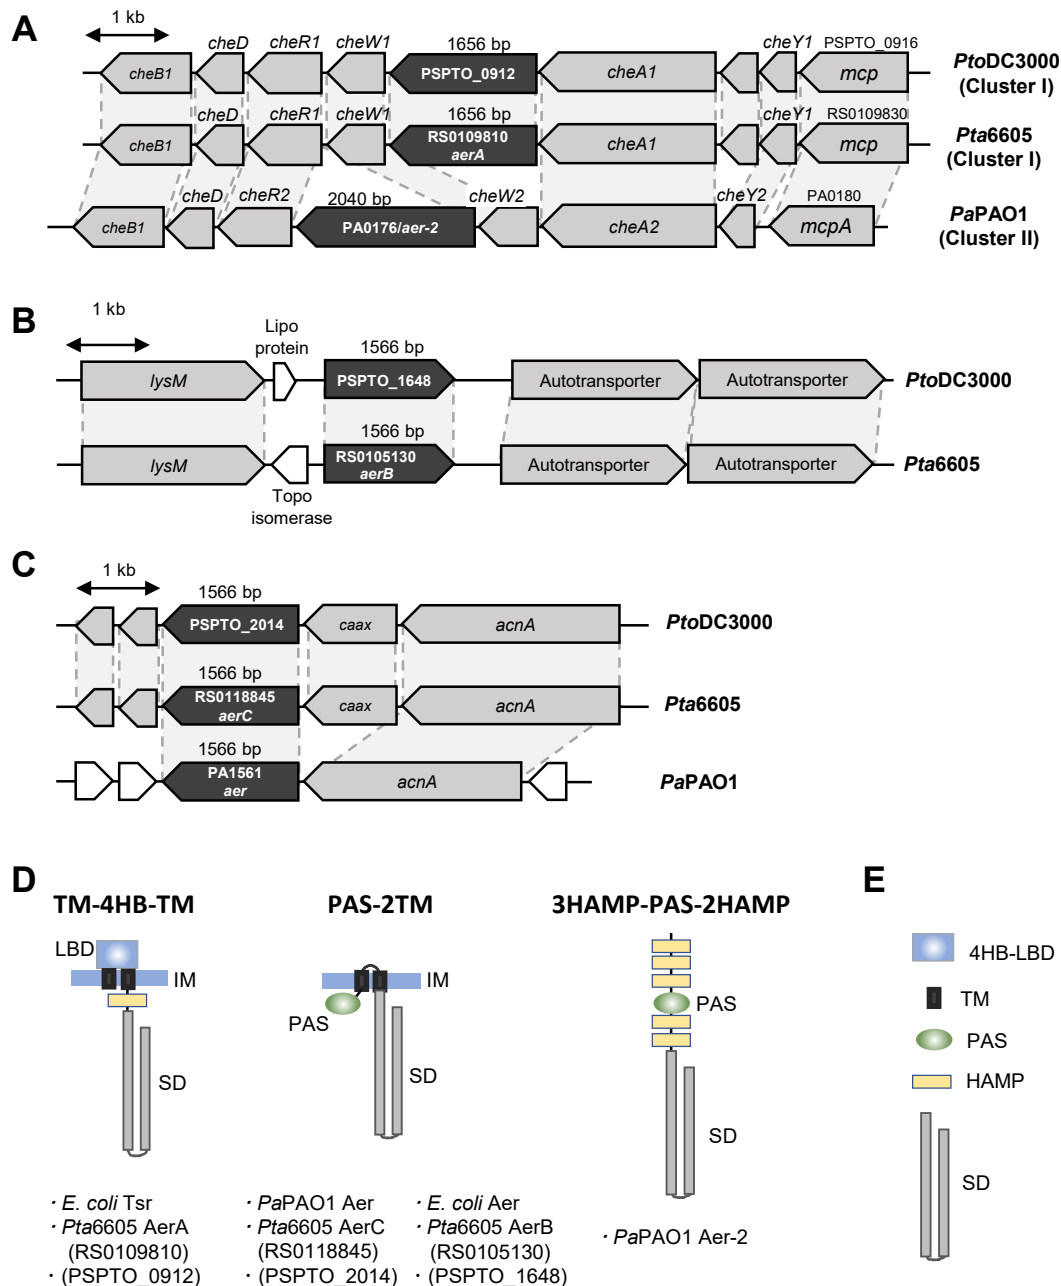 A
1 kb
cheD
cheR1
cheW1
1656 bp
cheY1
PSPTO_0916
cheB1
PSPTO_0912
cheA1
mcp
PtoDC3000
(Cluster I)
cheD
cheR1
cheW1
1656 bp
cheY1
RS0109830
cheB1
RS0109810
aerA
cheA1
mcp
Pta6605
(Cluster I)
cheD
cheR2
2040 bp
cheW2
cheY2
PA0180
cheB1
PA0176/aer-2
cheA2
mcpA
PaPAO1
(Cluster II)
B
1 kb
Lipo
protein
1566 bp
lysM
PSPTO_1648
Autotransporter
Autotransporter
PtoDC3000
1566 bp
lysM
RS0105130
aerB
Autotransporter
Autotransporter
Pta6605
Topo
isomerase
C
1 kb
1566 bp
PSPTO_2014
caax
acnA
PtoDC3000
1566 bp
RS0118845
aerC
caax
acnA
Pta6605
1566 bp
PA1561
aer
acnA
PaPAO1
D
TM-4HB-TM
LBD
IM
SD
· E. coli Tsr
· Pta6605 AerA
(RS0109810)
· (PSPTO_0912)
PAS-2TM
IM
PAS
SD
· PaPAO1 Aer
· Pta6605 AerC
(RS0118845)
· (PSPTO_2014)
· E. coli Aer
· Pta6605 AerB
(RS0105130)
· (PSPTO_1648)
3HAMP-PAS-2HAMP
PAS
SD
· PaPAO1 Aer-2
E
4HB-LBD
TM
PAS
HAMP
SD